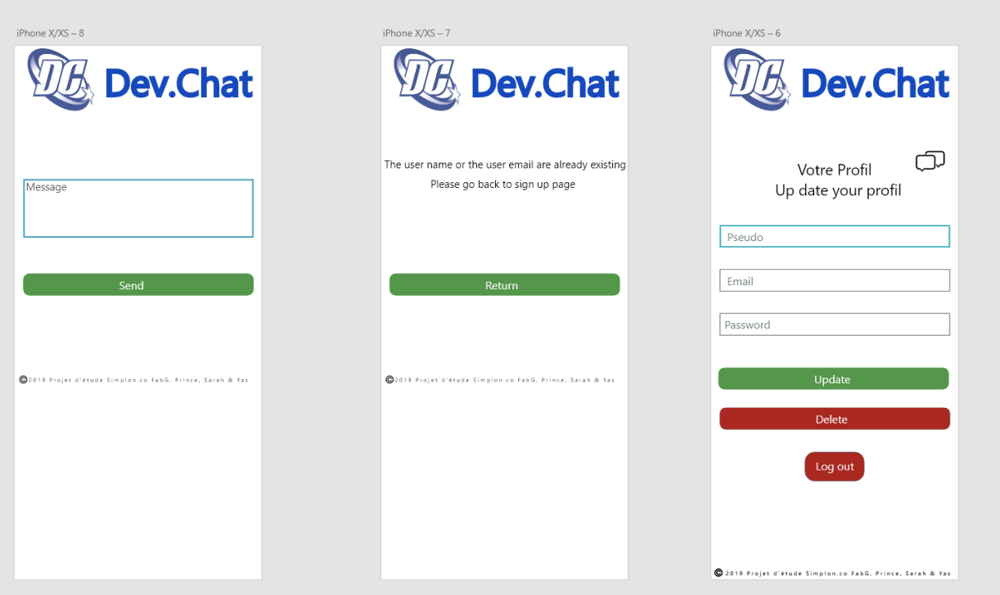 iPhone X/XS – 8
DC Dev.Chat
Message
Send
©2019 Projet d'étude Simplon.co FabG, Prince, Sarah & Yaz
iPhone X/XS – 7
DC Dev.Chat
The user name or the user email are already existing
Please go back to sign up page
Return
©2019 Projet d'étude Simplon.co FabG, Prince, Sarah & Yaz
iPhone X/XS – 6
DC Dev.Chat
Votre Profil
Up date your profil
Pseudo
Email
Password
Update
Delete
Log out
© 2019 Projet d'étude Simplon.co FabG, Prince, Sarah & Yaz